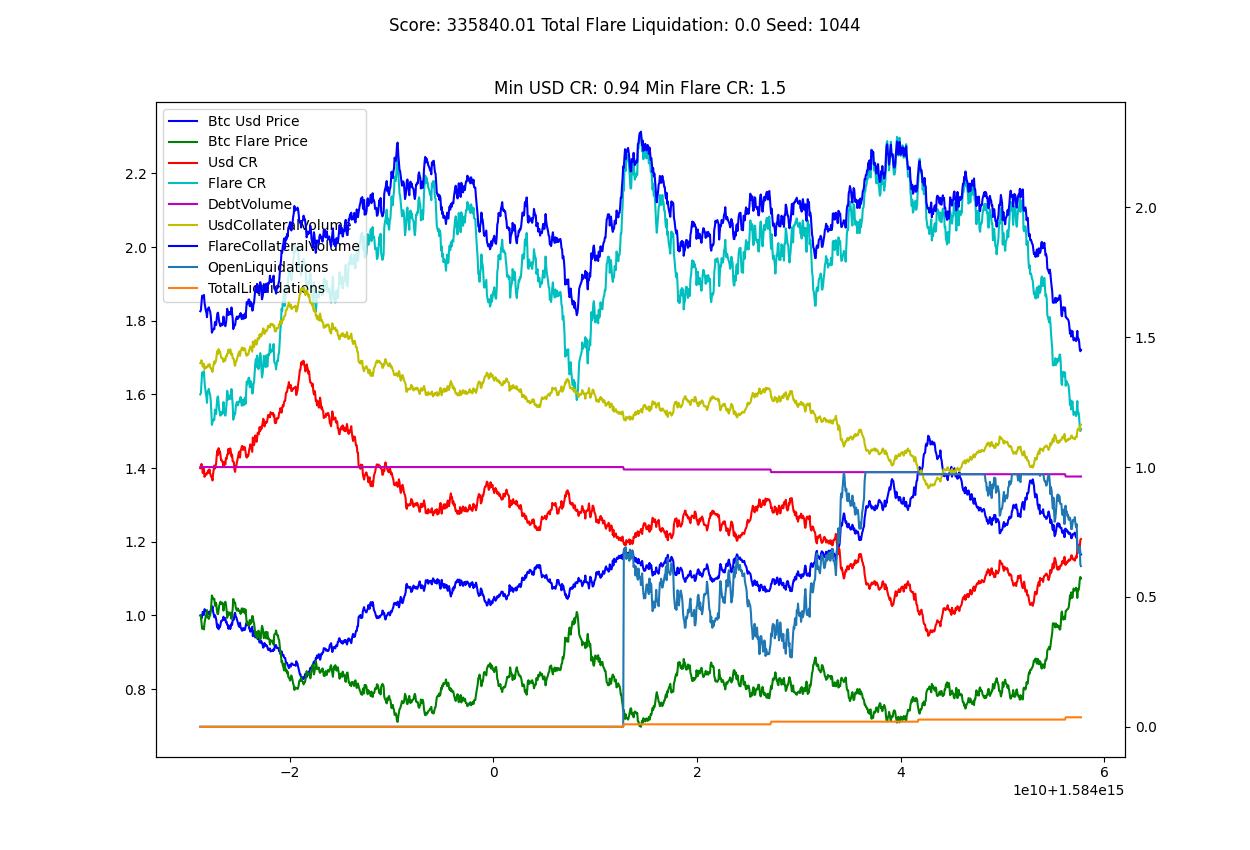 Score: 335840.01 Total Flare Liquidation: 0.0 Seed: 1044
Min USD CR: 0.94 Min Flare CR: 1.5
Btc Usd Price
Btc Flare Price
Usd CR
Flare CR
DebtVolume
UsdCollateralVolume
FlareCollateralVolume
OpenLiquidations
TotalLiquidations
2.2
2.0
1.8
1.6
1.4
1.2
1.0
0.8
2.0
1.5
1.0
0.5
0.0
−2
0
2
4
6
1e10+1.584e15